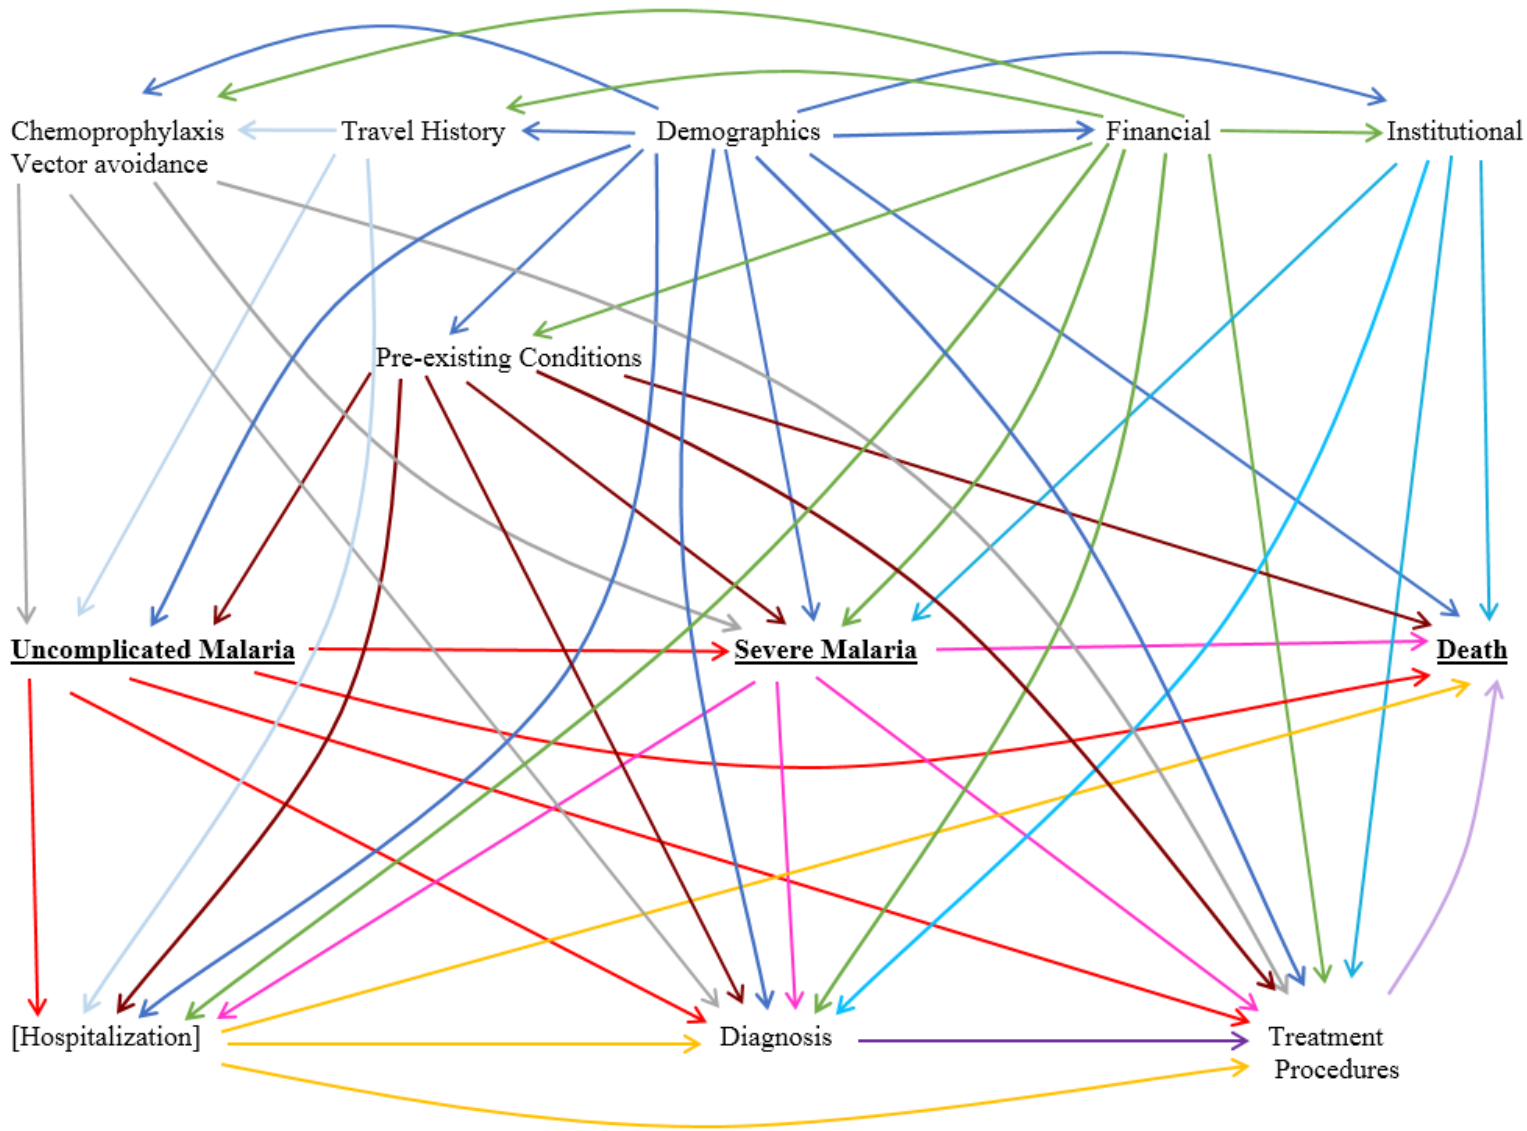 Chemoprophylaxis
Vector avoidance
Travel History
Demographics
Financial
Institutional
Pre-existing Conditions
Uncomplicated Malaria
Severe Malaria
Death
[Hospitalization]
Diagnosis
Treatment
Procedures